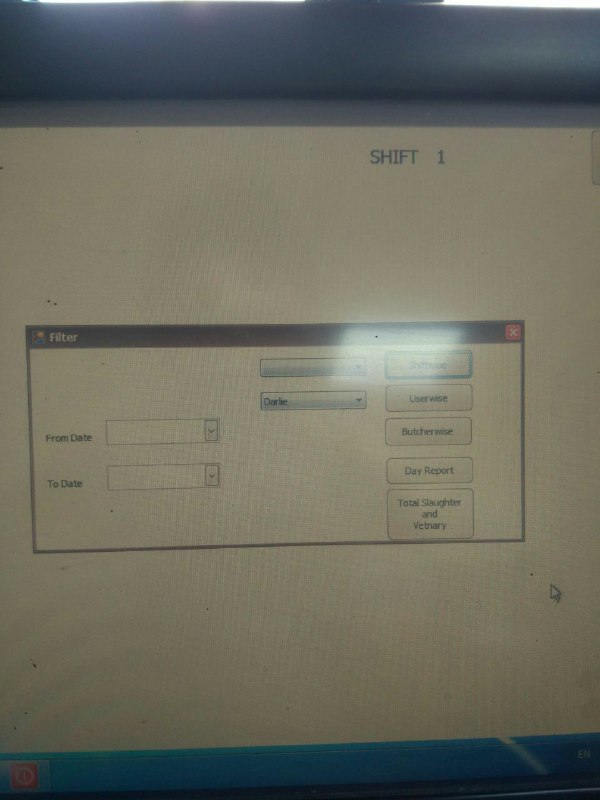 SHIFT 1
Filter
Shiftwise
Darlie
Userwise
Butcherwise
From Date
Day Report
To Date
Total Slaughter
and
Vetnary
EN